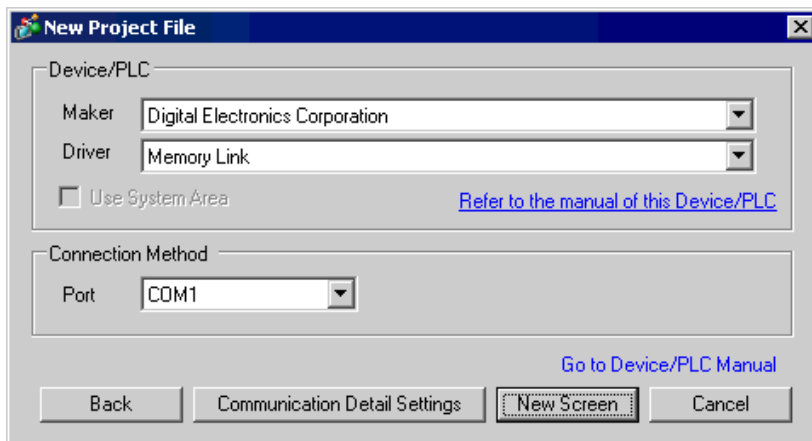 New Project File
Device/PLC
Maker Digital Electronics Corporation
Driver Memory Link
Use System Area Refer to the manual of this Device/PLC
Connection Method
Port COM1
Go to Device/PLC Manual
Back Communication Detail Settings New Screen Cancel